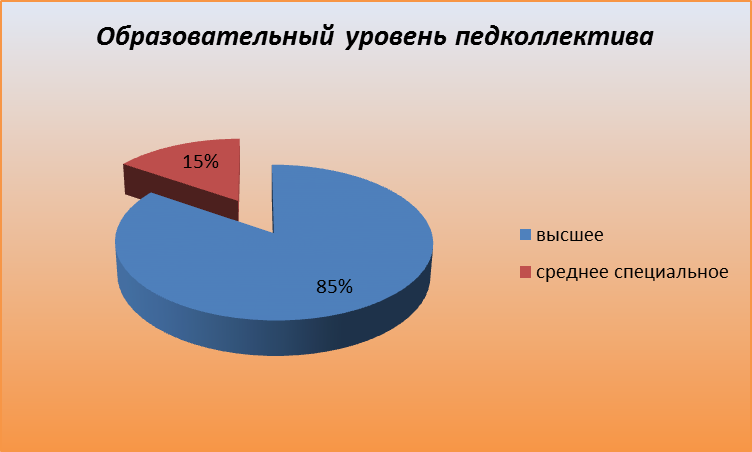 Образовательный уровень педколлектива
15%
85%
высшее
среднее специальное